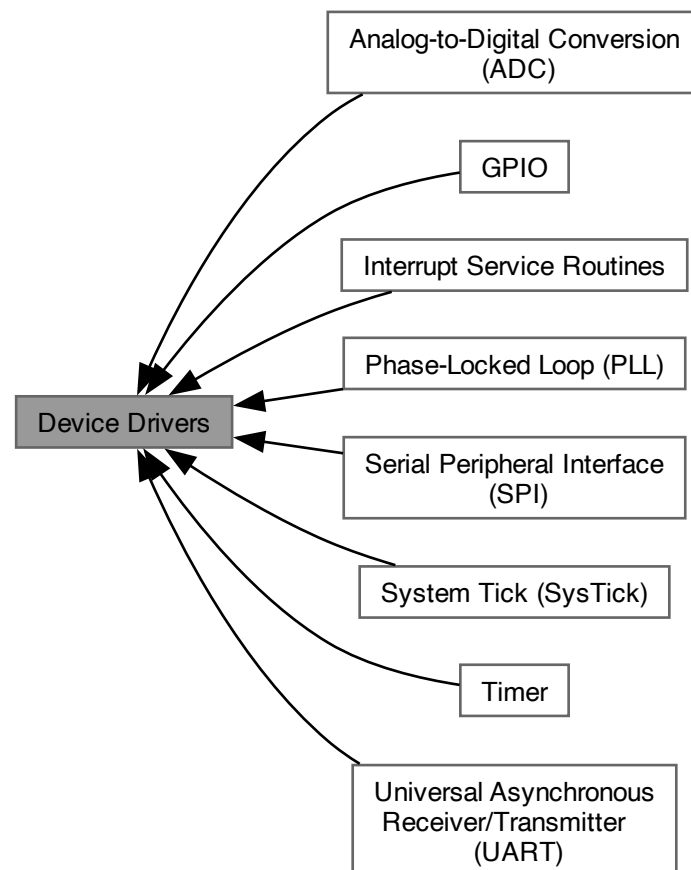 Analog-to-Digital Conversion
(ADC)
GPIO
Interrupt Service Routines
Phase-Locked Loop (PLL)
Device Drivers
Serial Peripheral Interface
(SPI)
System Tick (SysTick)
Timer
Universal Asynchronous
Receiver/Transmitter
(UART)